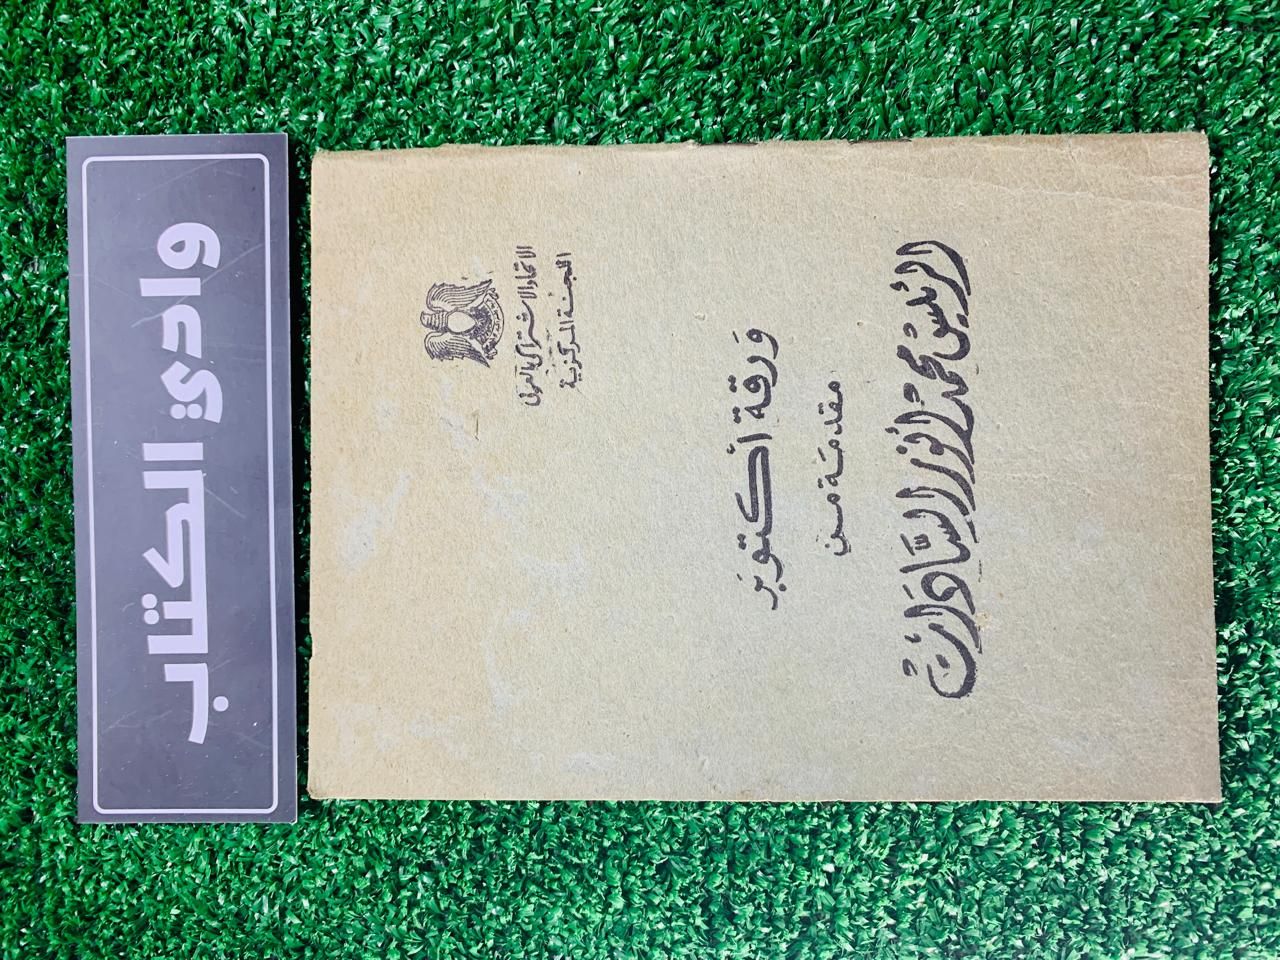 وادي الكتاب
الاتحاد الاشتراكي العربي
اللجنة المركزية
ورقة أكتوبر
مقدمة من
الرئيس محمد أنور السادات